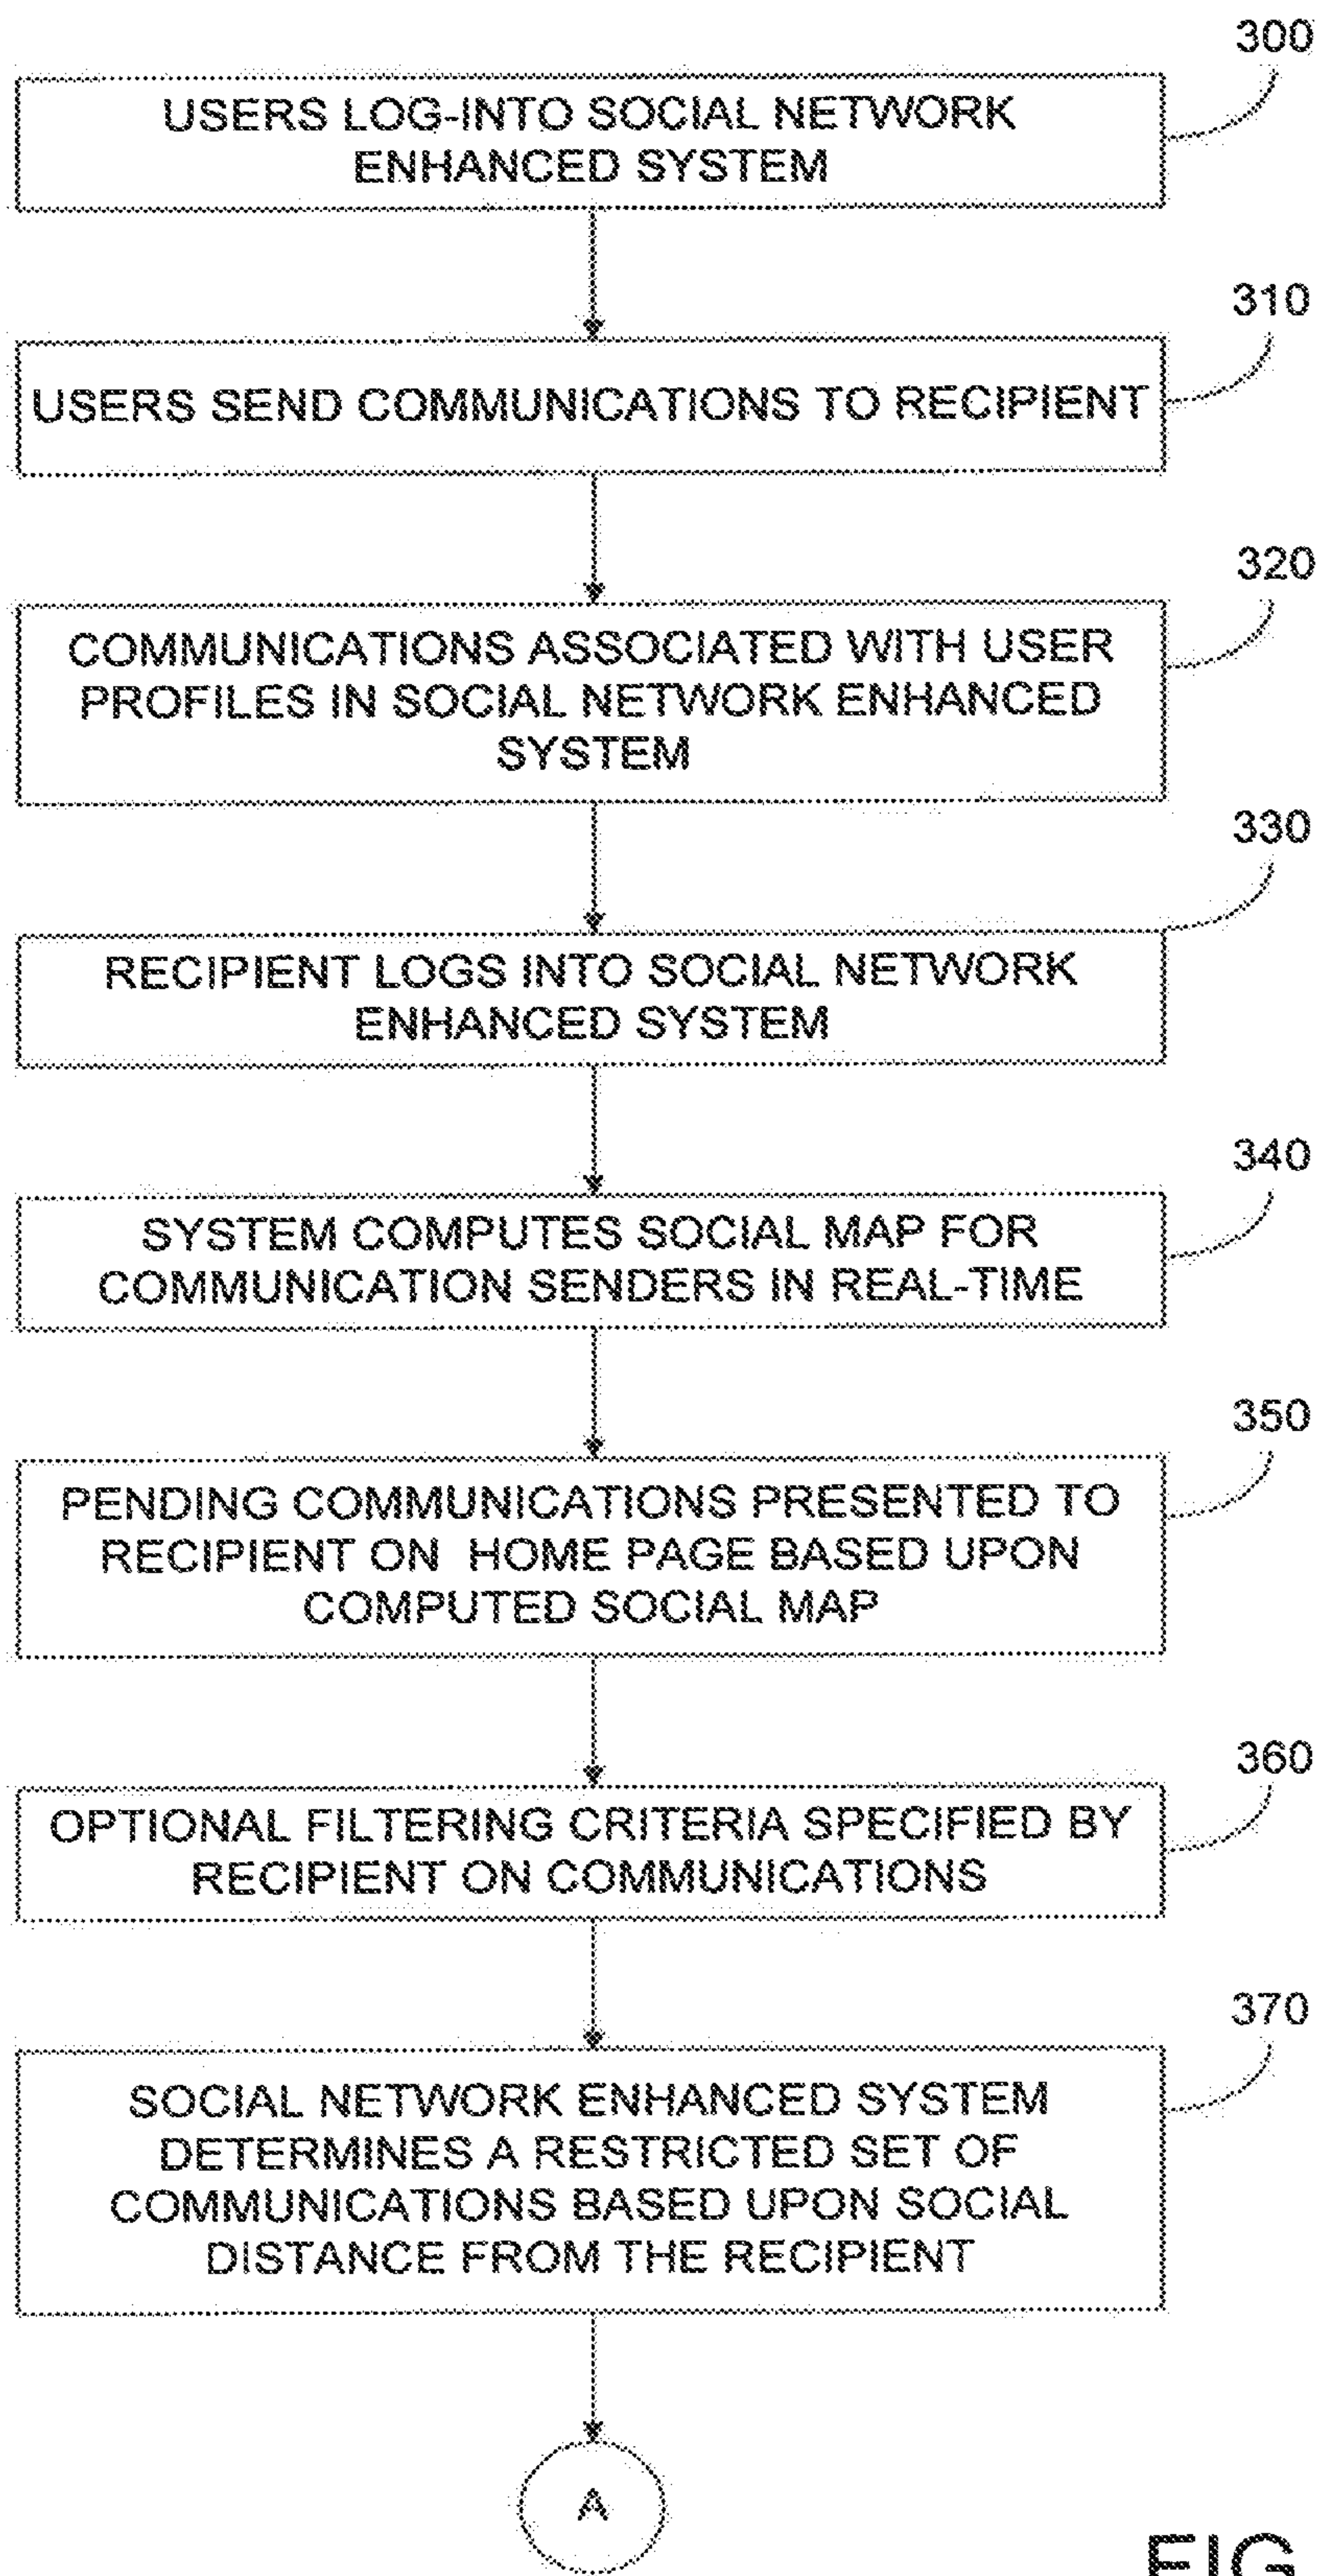 300
USERS LOG-INTO SOCIAL NETWORK
ENHANCED SYSTEM
310
USERS SEND COMMUNICATIONS TO RECIPIENT
320
COMMUNICATIONS ASSOCIATED WITH USER
PROFILES IN SOCIAL NETWORK ENHANCED
SYSTEM
330
RECIPIENT LOGS INTO SOCIAL NETWORK
ENHANCED SYSTEM
340
SYSTEM COMPUTES SOCIAL MAP FOR
COMMUNICATION SENDERS IN REAL-TIME
350
PENDING COMMUNICATIONS PRESENTED TO
RECIPIENT ON HOME PAGE BASED UPON
COMPUTED SOCIAL MAP
360
OPTIONAL FILTERING CRITERIA SPECIFIED BY
RECIPIENT ON COMMUNICATIONS
370
SOCIAL NETWORK ENHANCED SYSTEM
DETERMINES A RESTRICTED SET OF
COMMUNICATIONS BASED UPON SOCIAL
DISTANCE FROM THE RECIPIENT
A
FIG